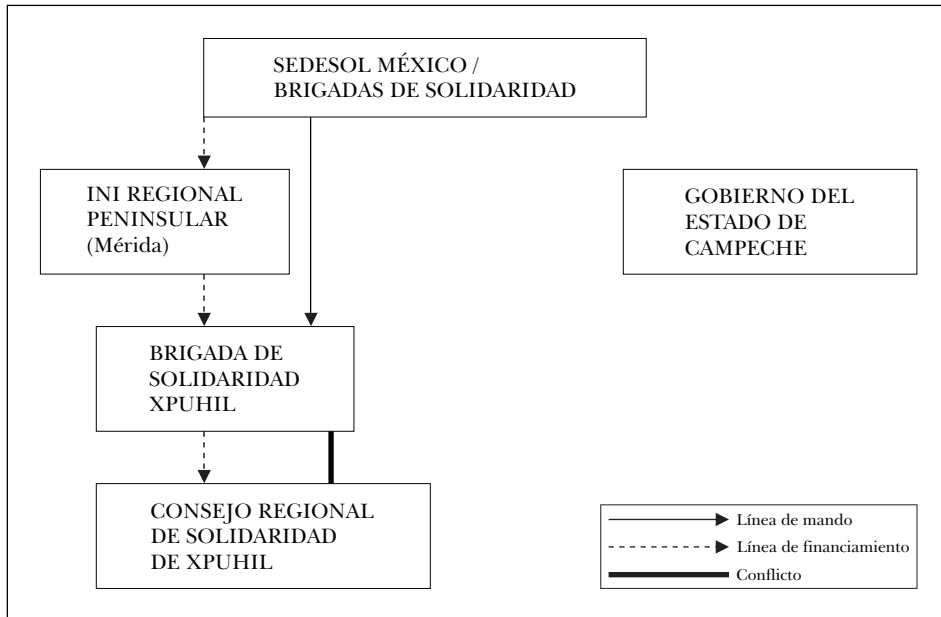 SEDESOL MÉXICO /
BRIGADAS DE SOLIDARIDAD
INI REGIONAL
PENINSULAR
(Mérida)
GOBIERNO DEL
ESTADO DE
CAMPECHE
BRIGADA DE
SOLIDARIDAD
XPUHIL
CONSEJO REGIONAL
DE SOLIDARIDAD
DE XPUHIL
Línea de mando
Línea de financiamiento
Conflicto